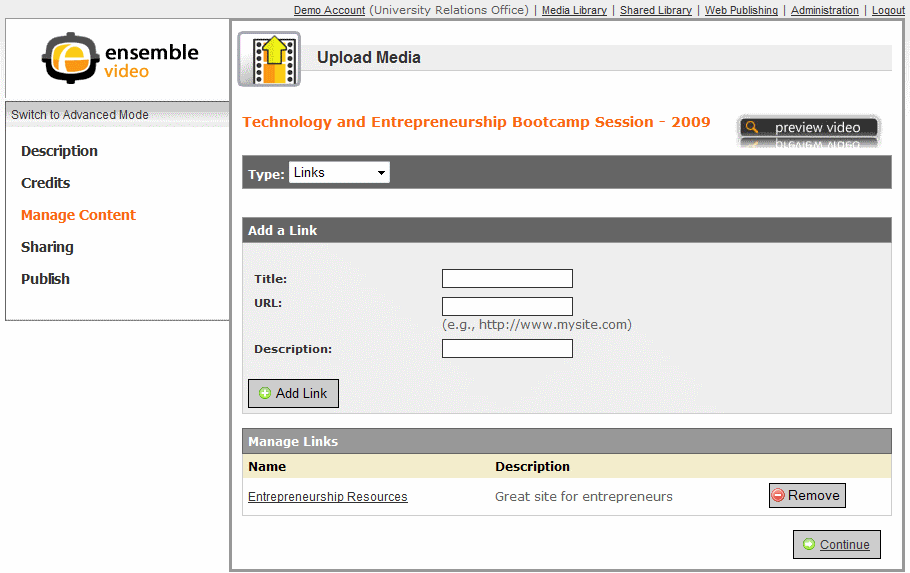 Demo Account (University Relations Office) | Media Library | Shared Library | Web Publishing | Administration | Logout
ensemble
video
Upload Media
Switch to Advanced Mode
Description
Credits
Manage Content
Sharing
Publish
Technology and Entrepreneurship Bootcamp Session - 2009
preview video
Type: Links
Add a Link
Title:
URL:
(e.g., http://www.mysite.com)
Description:
Add Link
Manage Links
Name Description
Entrepreneurship Resources Great site for entrepreneurs Remove
Continue